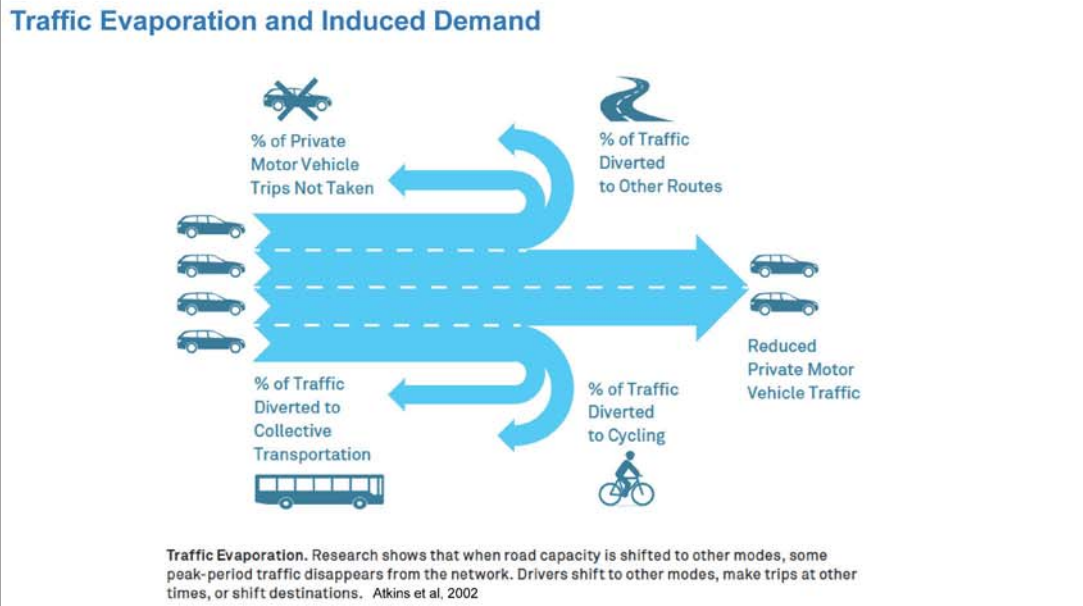 Traffic Evaporation and Induced Demand
% of Private
Motor Vehicle
Trips Not Taken
% of Traffic
Diverted
to Other Routes
Reduced
Private Motor
Vehicle Traffic
% of Traffic
Diverted to
Collective
Transportation
% of Traffic
Diverted
to Cycling
Traffic Evaporation. Research shows that when road capacity is shifted to other modes, some
peak-period traffic disappears from the network. Drivers shift to other modes, make trips at other
times, or shift destinations. Atkins et al, 2002